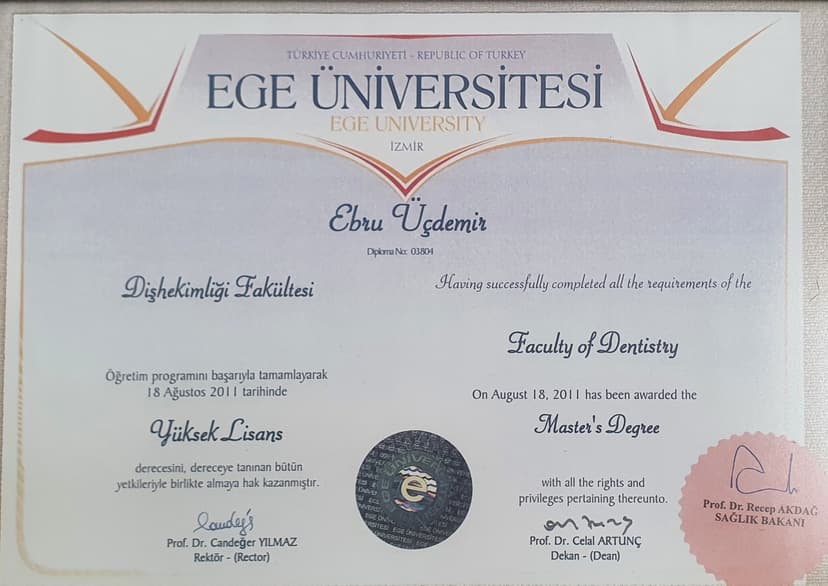 TÜRKİYE CUMHURİYETİ - REPUBLIC OF TURKEY
EGE ÜNİVERSİTESİ
EGE UNIVERSITY
İZMİR
Ebru Üçdemir
Diploma No: 03804
Dişhekimliği Fakültesi
Öğretim programını başarıyla tamamlayarak
18 Ağustos 2011 tarihinde
Yüksek Lisans
derecesini, dereceye tanınan bütün
yetkileriyle birlikte almaya hak kazanmıştır.
Prof. Dr. Candeğer YILMAZ
Rektör - (Rector)
Having successfully completed all the requirements of the
Faculty of Dentistry
On August 18, 2011 has been awarded the
Master's Degree
with all the rights and
privileges pertaining thereunto.
Prof. Dr. Celal ARTUNÇ
Dekan - (Dean)
Prof. Dr. Recep AKDAĞ
SAĞLIK BAKANI
e